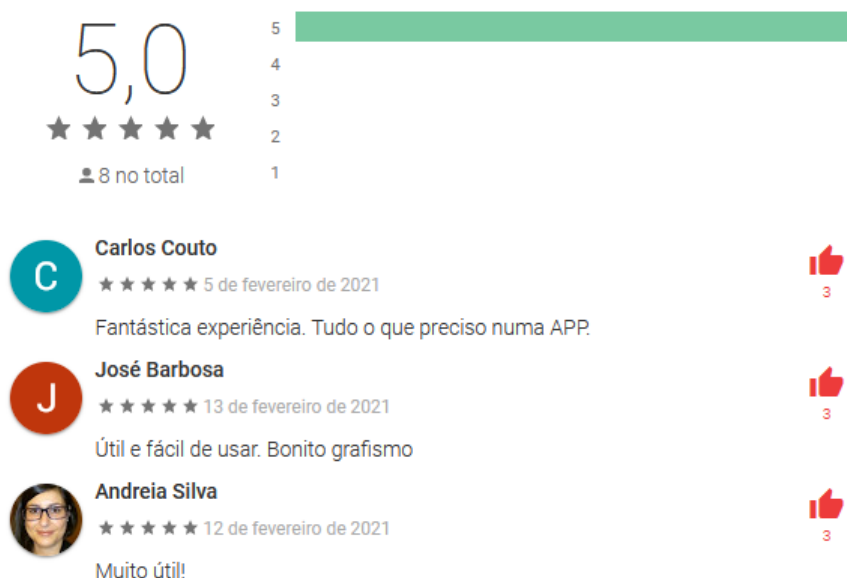 5,0
8 no total
5
4
3
2
1
C
Carlos Couto
5 de fevereiro de 2021
3
Fantástica experiência. Tudo o que preciso numa APP.
J
José Barbosa
13 de fevereiro de 2021
3
Útil e fácil de usar. Bonito grafismo
Andreia Silva
12 de fevereiro de 2021
3
Muito útil!